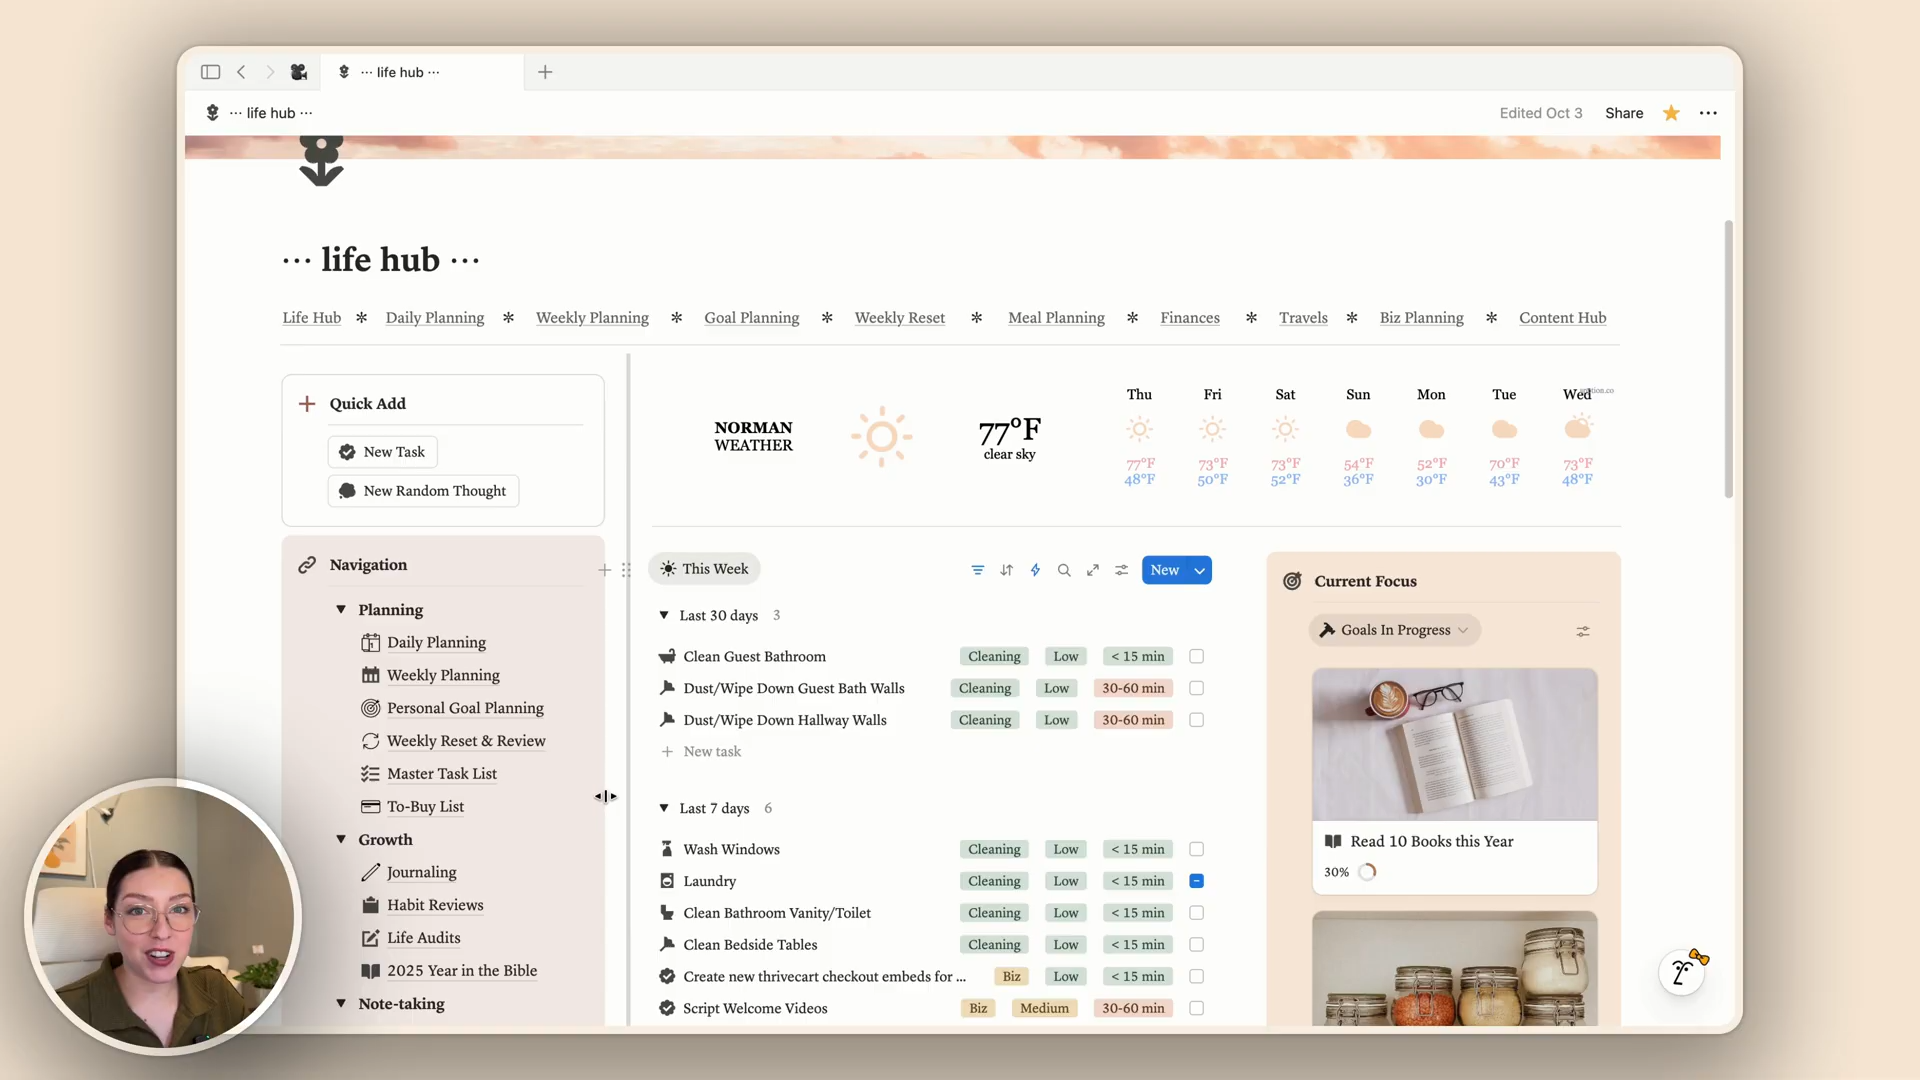 ··· life hub ···
··· life hub ···
Edited Oct 3
Share
··· life hub ···
Life Hub * Daily Planning * Weekly Planning * Goal Planning * Weekly Reset * Meal Planning * Finances * Travels * Biz Planning * Content Hub
Quick Add
New Task
New Random Thought
NORMAN
WEATHER
77°F
clear sky
Thu Fri Sat Sun Mon Tue Wed
77°F 73°F 73°F 54°F 52°F 70°F 73°F
48°F 50°F 52°F 36°F 30°F 43°F 48°F
Navigation
Planning
Daily Planning
Weekly Planning
Personal Goal Planning
Weekly Reset & Review
Master Task List
To-Buy List
Growth
Journaling
Habit Reviews
Life Audits
2025 Year in the Bible
Note-taking
This Week
New
Last 30 days 3
Clean Guest Bathroom Cleaning Low < 15 min
Dust/Wipe Down Guest Bath Walls Cleaning Low 30-60 min
Dust/Wipe Down Hallway Walls Cleaning Low 30-60 min
New task
Last 7 days 6
Wash Windows Cleaning Low < 15 min
Laundry Cleaning Low < 15 min
Clean Bathroom Vanity/Toilet Cleaning Low < 15 min
Clean Bedside Tables Cleaning Low < 15 min
Create new thrivecart checkout embeds for ... Biz Low < 15 min
Script Welcome Videos Biz Medium 30-60 min
Current Focus
Goals In Progress
Read 10 Books this Year
30%